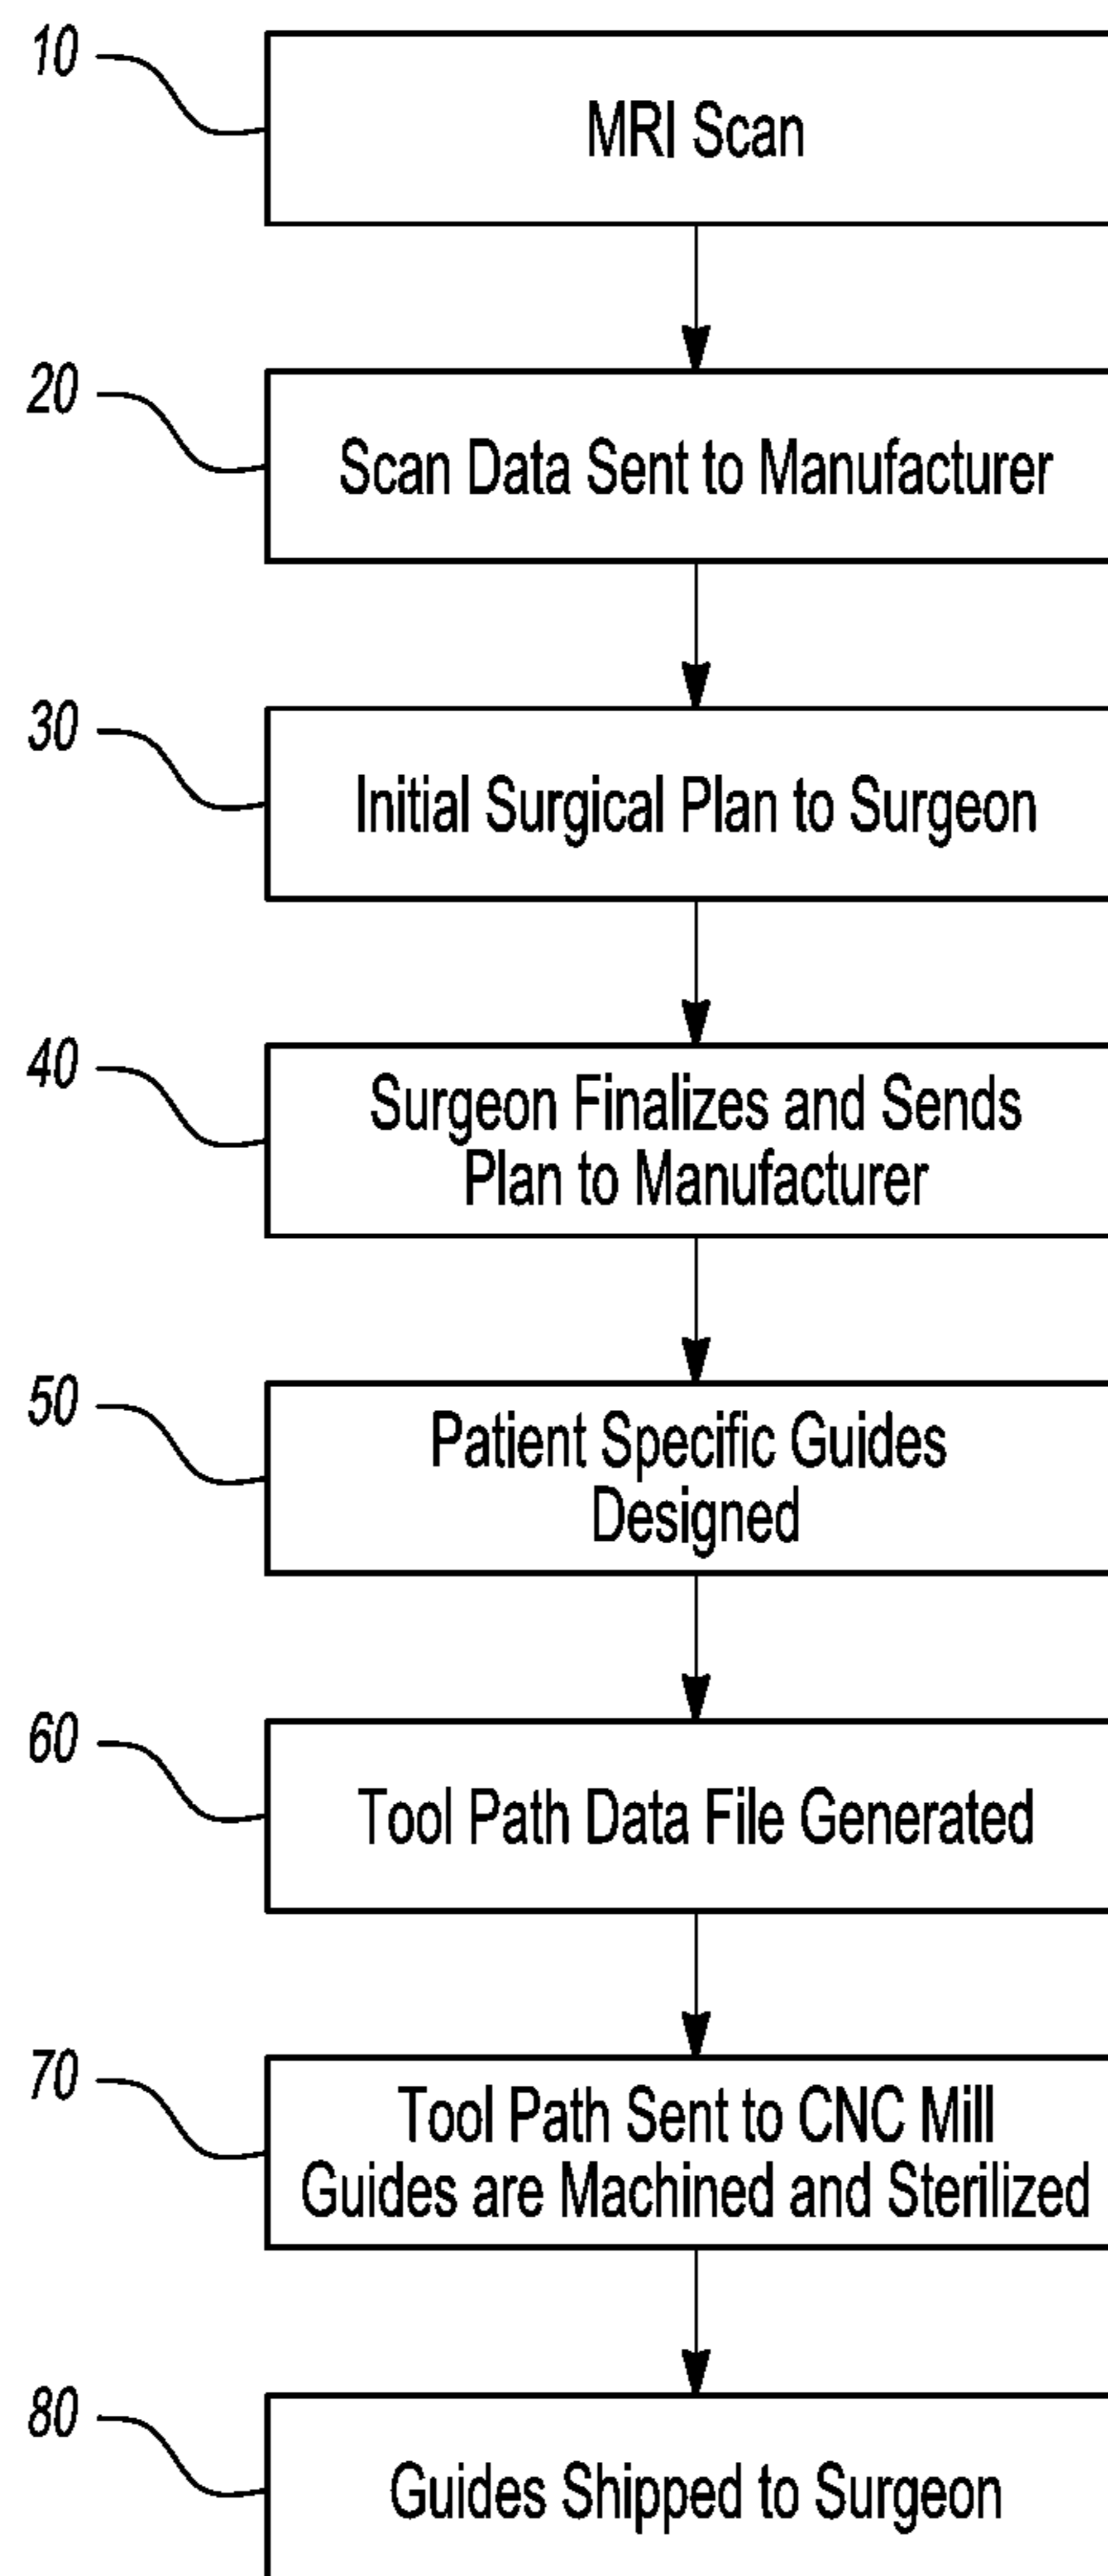 10
MRI Scan
20
Scan Data Sent to Manufacturer
30
Initial Surgical Plan to Surgeon
40
Surgeon Finalizes and Sends
Plan to Manufacturer
50
Patient Specific Guides
Designed
60
Tool Path Data File Generated
70
Tool Path Sent to CNC Mill
Guides are Machined and Sterilized
80
Guides Shipped to Surgeon